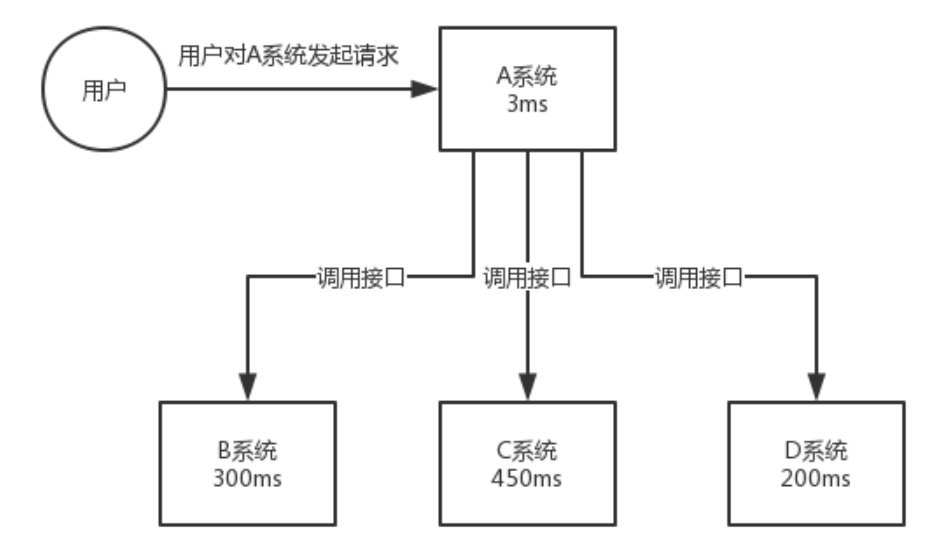 用户对A系统发起请求
用户
A系统
3ms
调用接口
调用接口
调用接口
B系统
300ms
C系统
450ms
D系统
200ms